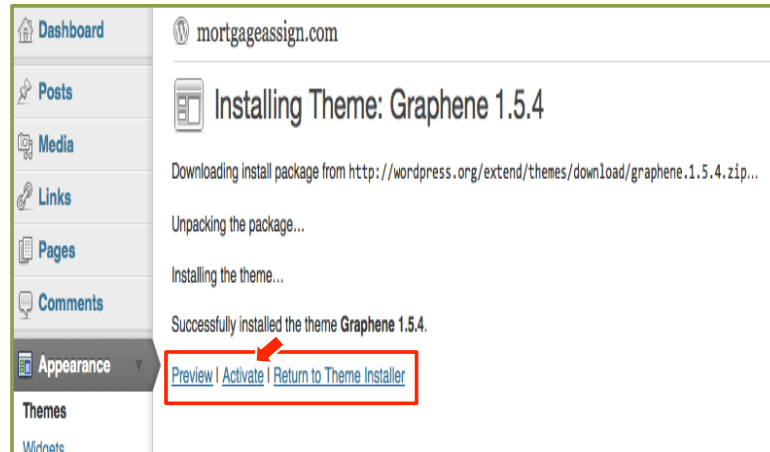 Dashboard
Posts
Media
Links
Pages
Comments
Appearance
Themes
Widgets
mortgageassign.com
Installing Theme: Graphene 1.5.4
Downloading install package from http://wordpress.org/extend/themes/download/graphene.1.5.4.zip...
Unpacking the package...
Installing the theme...
Successfully installed the theme Graphene 1.5.4.
Preview | Activate | Return to Theme Installer